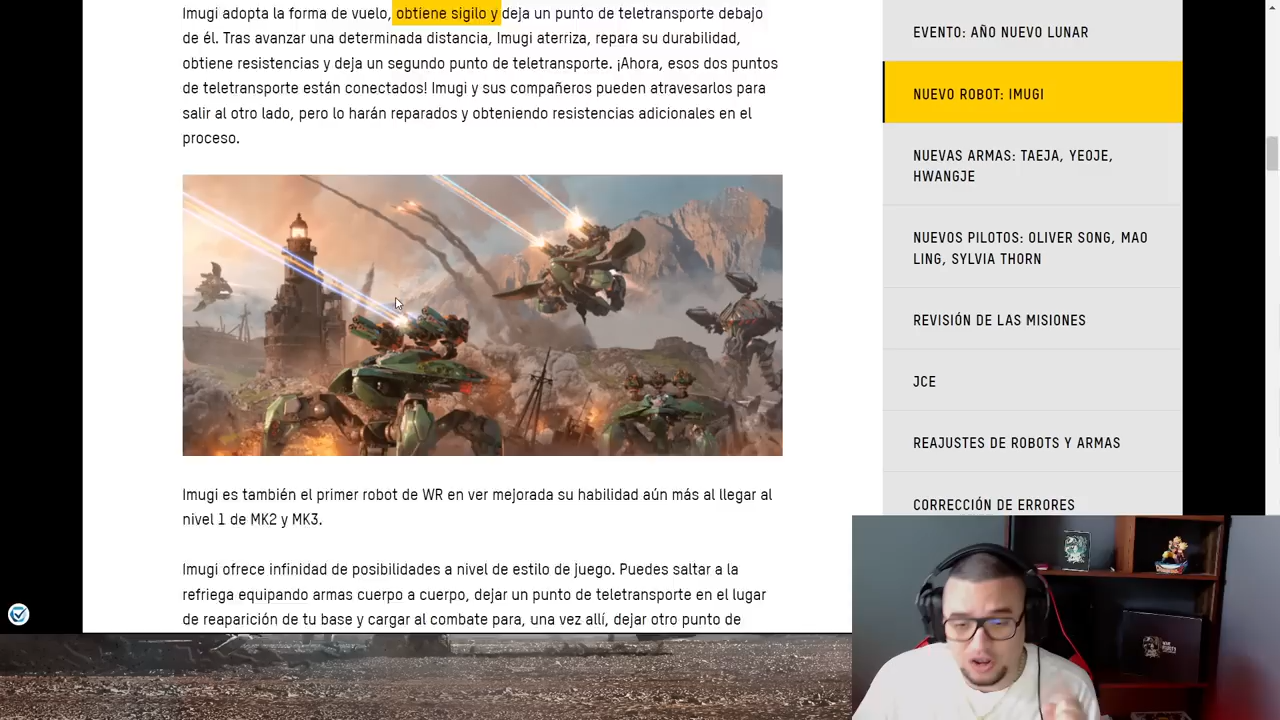 Imugi adopta la forma de vuelo, obtiene sigilo y deja un punto de teletransporte debajo
de él. Tras avanzar una determinada distancia, Imugi aterriza, repara su durabilidad,
obtiene resistencias y deja un segundo punto de teletransporte. ¡Ahora, esos dos puntos
de teletransporte están conectados! Imugi y sus compañeros pueden atravesarlos para
salir al otro lado, pero lo harán reparados y obteniendo resistencias adicionales en el
proceso.
Imugi es también el primer robot de WR en ver mejorada su habilidad aún más al llegar al
nivel 1 de MK2 y MK3.
Imugi ofrece infinidad de posibilidades a nivel de estilo de juego. Puedes saltar a la
refriega equipando armas cuerpo a cuerpo, dejar un punto de teletransporte en el lugar
de reaparición de tu base y cargar al combate para, una vez allí, dejar otro punto de
EVENTO: AÑO NUEVO LUNAR
NUEVO ROBOT: IMUGI
NUEVAS ARMAS: TAEJA, YEOJE,
HWANGJE
NUEVOS PILOTOS: OLIVER SONG, MAO
LING, SYLVIA THORN
REVISIÓN DE LAS MISIONES
JCE
REAJUSTES DE ROBOTS Y ARMAS
CORRECCIÓN DE ERRORES